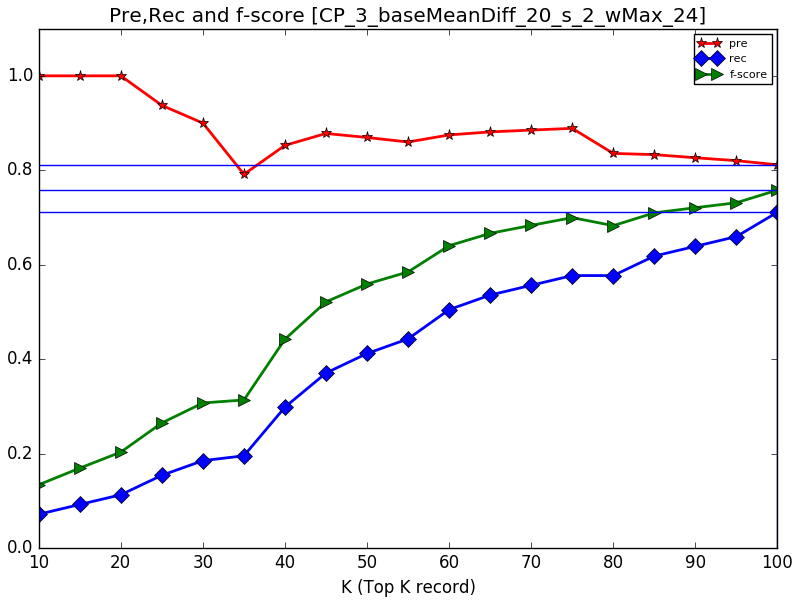 Pre,Rec and f-score [CP_3_baseMeanDiff_20_s_2_wMax_24]
pre
rec
f-score
1.0
0.8
0.6
0.4
0.2
0.0
10 20 30 40 50 60 70 80 90 100
K (Top K record)